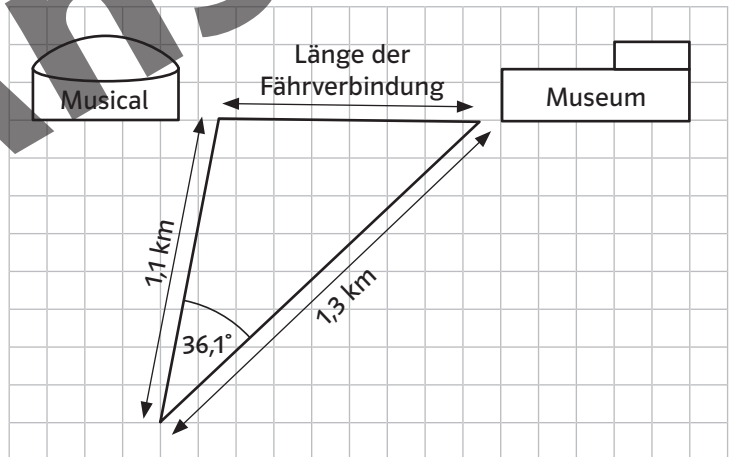 Länge der
Fährverbindung
Musical
Museum
1,1 km
1,3 km
36,1°